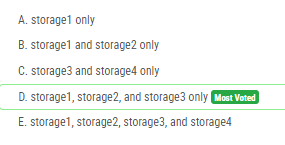 A. storage1 only
B. storage1 and storage2 only
C. storage3 and storage4 only
D. storage1, storage2, and storage3 only Most Voted
E. storage1, storage2, storage3, and storage4